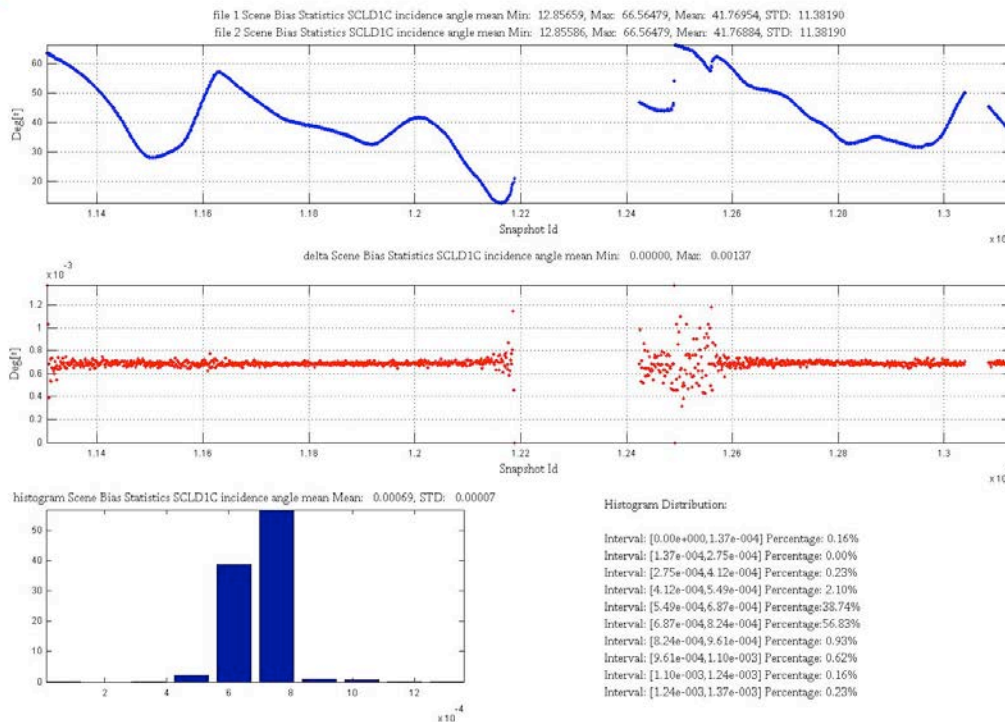 file 1 Scene Bias Statistics SCLD1C incidence angle mean Min: 12.85659, Max: 66.56479, Mean: 41.76954, STD: 11.38190
file 2 Scene Bias Statistics SCLD1C incidence angle mean Min: 12.85586, Max: 66.56479, Mean: 41.76884, STD: 11.38190
60
50
40
30
20
Deg[°]
1.14 1.16 1.18 1.2 1.22 1.24 1.26 1.28 1.3
Snapshot Id
x 10
delta Scene Bias Statistics SCLD1C incidence angle mean Min: 0.00000, Max: 0.00137
x 10^-3
1.2
1
0.8
0.6
0.4
0.2
0
Deg[°]
1.14 1.16 1.18 1.2 1.22 1.24 1.26 1.28 1.3
Snapshot Id
x 10
histogram Scene Bias Statistics SCLD1C incidence angle mean Mean: 0.00069, STD: 0.00007
50
40
30
20
10
0
2 4 6 8 10 12
x 10^-4
Histogram Distribution:
Interval: [0.00e+000,1.37e-004] Percentage: 0.16%
Interval: [1.37e-004,2.75e-004] Percentage: 0.00%
Interval: [2.75e-004,4.12e-004] Percentage: 0.23%
Interval: [4.12e-004,5.49e-004] Percentage: 2.10%
Interval: [5.49e-004,6.87e-004] Percentage:38.74%
Interval: [6.87e-004,8.24e-004] Percentage:56.83%
Interval: [8.24e-004,9.61e-004] Percentage: 0.93%
Interval: [9.61e-004,1.10e-003] Percentage: 0.62%
Interval: [1.10e-003,1.24e-003] Percentage: 0.16%
Interval: [1.24e-003,1.37e-003] Percentage: 0.23%